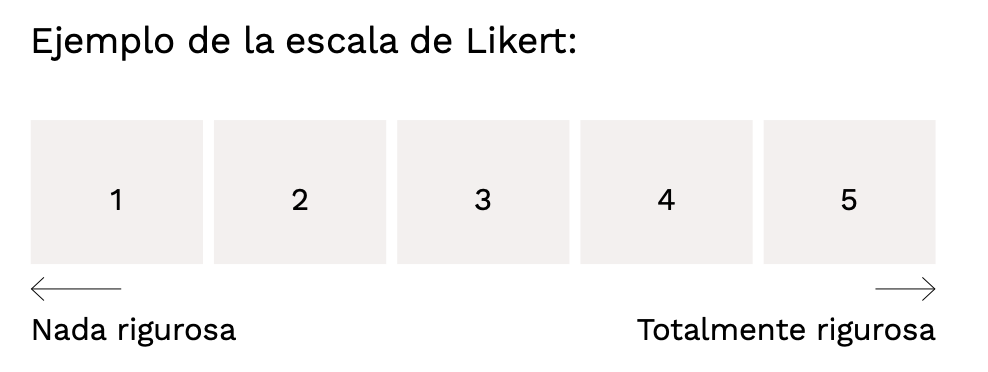 Ejemplo de la escala de Likert:
1 2 3 4 5
Nada rigurosa Totalmente rigurosa